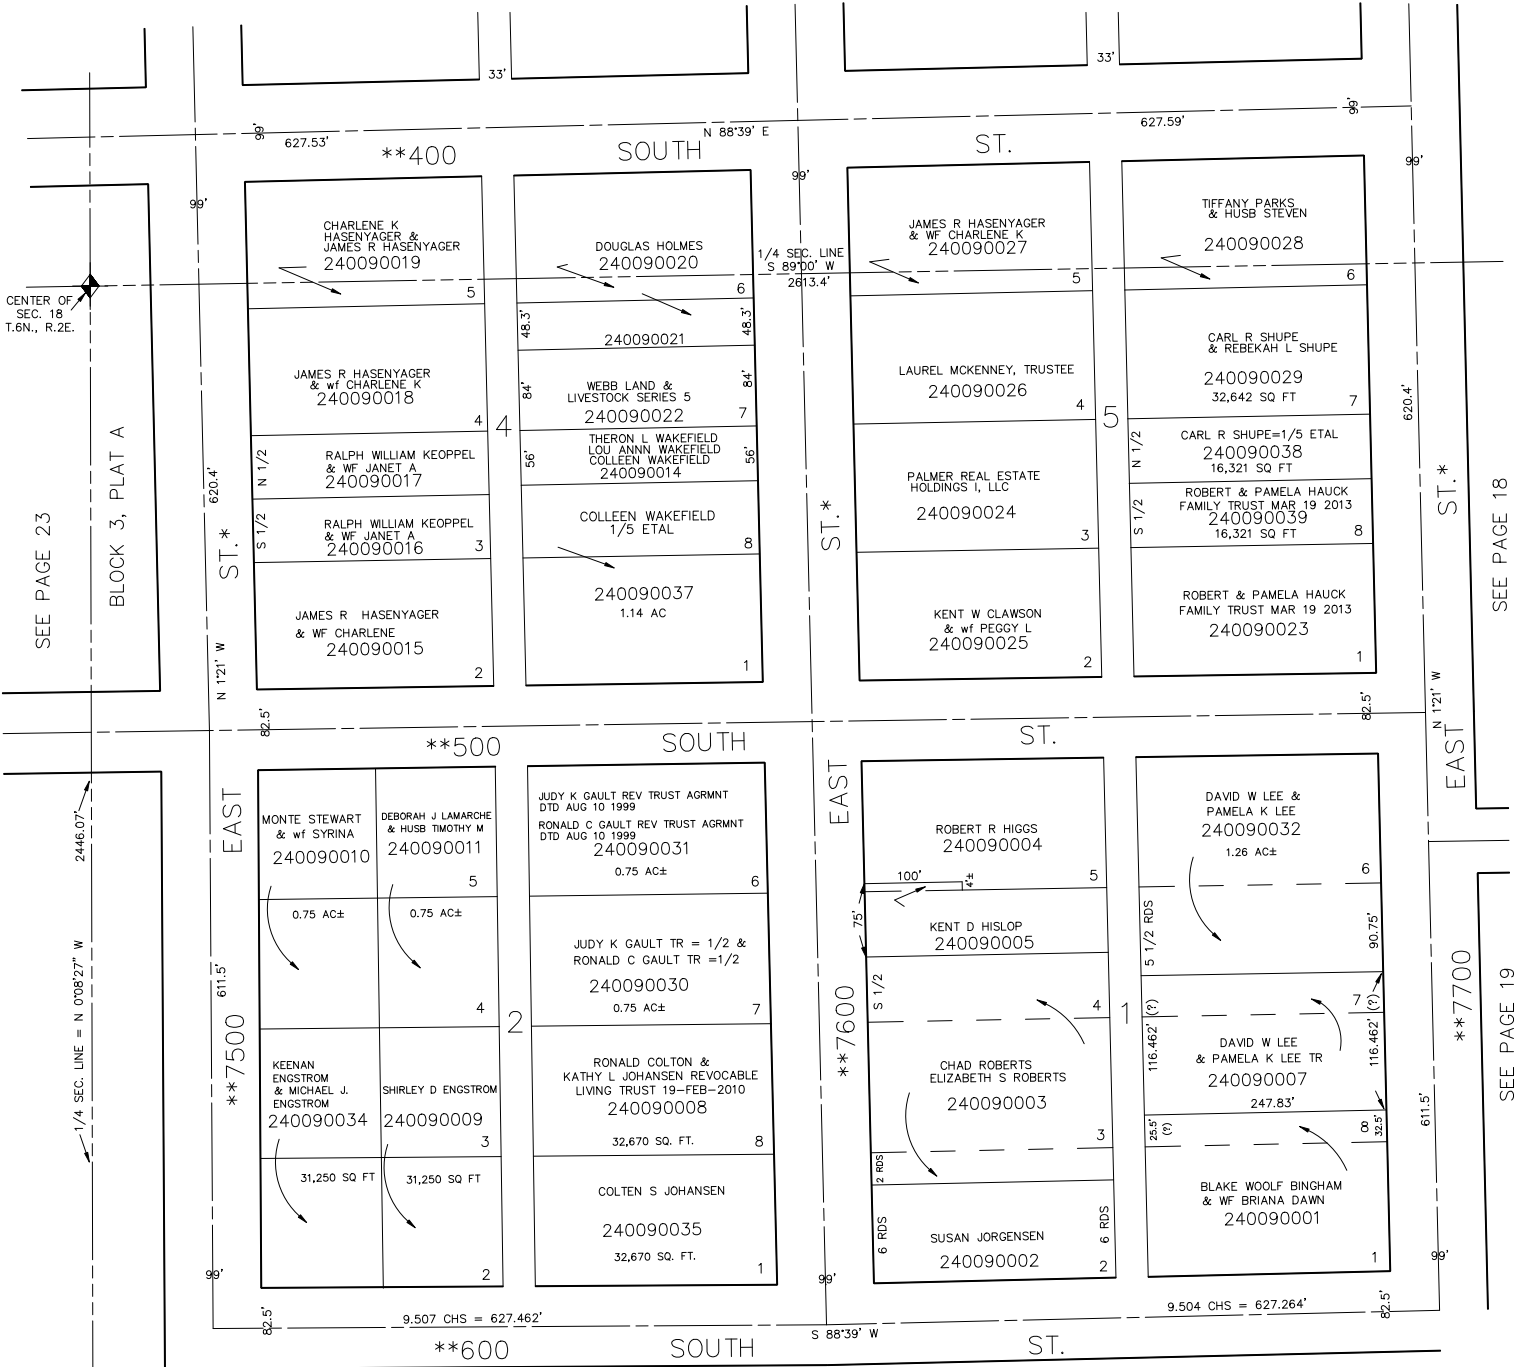 33'
33'
99'
627.53'
**400
SOUTH
N 88°39' E
ST.
627.59'
99'
99'
99'
99'
CHARLENE K
HASENYAGER &
JAMES R HASENYAGER
240090019
5
DOUGLAS HOLMES
240090020
6
1/4 SEC. LINE
S 89°00' W
2613.4'
JAMES R HASENYAGER
& WF CHARLENE K
240090027
5
TIFFANY PARKS
& HUSB STEVEN
240090028
6
CENTER OF
SEC. 18
T.6N., R.2E.
48.3'
240090021
48.3'
JAMES R HASENYAGER
& wf CHARLENE K
240090018
4
84'
WEBB LAND &
LIVESTOCK SERIES 5
240090022
84'
7
4
LAUREL MCKENNEY, TRUSTEE
240090026
4
5
CARL R SHUPE
& REBEKAH L SHUPE
240090029
32,642 SQ FT
7
620.4'
N 1/2
RALPH WILLIAM KEOPPEL
& WF JANET A
240090017
56'
THERON L WAKEFIELD
LOU ANNN WAKEFIELD
COLLEEN WAKEFIELD
240090014
56'
N 1/2
CARL R SHUPE=1/5 ETAL
240090038
16,321 SQ FT
620.4'
S 1/2
RALPH WILLIAM KEOPPEL
& WF JANET A
240090016
3
COLLEEN WAKEFIELD
1/5 ETAL
8
PALMER REAL ESTATE
HOLDINGS I, LLC
240090024
3
S 1/2
ROBERT & PAMELA HAUCK
FAMILY TRUST MAR 19 2013
240090039
16,321 SQ FT
8
SEE PAGE 23
BLOCK 3, PLAT A
ST.*
ST.*
ST.*
SEE PAGE 18
JAMES R HASENYAGER
& WF CHARLENE
240090015
2
240090037
1.14 AC
1
KENT W CLAWSON
& wf PEGGY L
240090025
2
ROBERT & PAMELA HAUCK
FAMILY TRUST MAR 19 2013
240090023
1
N 1°21' W
N 1°21' W
82.5'
82.5'
**500
SOUTH
ST.
EAST
EAST
EAST
2446.07'
MONTE STEWART
& wf SYRINA
240090010
0.75 AC±
DEBORAH J LAMARCHE
& HUSB TIMOTHY M
240090011
5
0.75 AC±
4
JUDY K GAULT REV TRUST AGRMNT
DTD AUG 10 1999
RONALD C GAULT REV TRUST AGRMNT
DTD AUG 10 1999
240090031
0.75 AC±
6
ROBERT R HIGGS
240090004
5
100'
4'±
75'
KENT D HISLOP
240090005
DAVID W LEE &
PAMELA K LEE
240090032
1.26 AC±
6
5 1/2 RDS
90.75'
JUDY K GAULT TR = 1/2 &
RONALD C GAULT TR =1/2
240090030
0.75 AC±
7
2
S 1/2
4
1
7
1/4 SEC. LINE = N 0°08'27" W
611.5'
**7500
**7600
**7700
SEE PAGE 19
611.5'
KEENAN
ENGSTROM
& MICHAEL J.
ENGSTROM
240090034
31,250 SQ FT
SHIRLEY D ENGSTROM
240090009
3
31,250 SQ FT
2
RONALD COLTON &
KATHY L JOHANSEN REVOCABLE
LIVING TRUST 19-FEB-2010
240090008
32,670 SQ. FT.
8
COLTEN S JOHANSEN
240090035
32,670 SQ. FT.
1
CHAD ROBERTS
ELIZABETH S ROBERTS
240090003
3
2 RDS
116.462' (?)
116.462' (?)
DAVID W LEE
& PAMELA K LEE TR
240090007
247.83'
25.5'
(?)
8
32.5'
6 RDS
SUSAN JORGENSEN
240090002
6 RDS
2
BLAKE WOOLF BINGHAM
& WF BRIANA DAWN
240090001
1
99'
99'
99'
82.5'
9.507 CHS = 627.462'
S 88°39' W
9.504 CHS = 627.264'
82.5'
**600
SOUTH
ST.